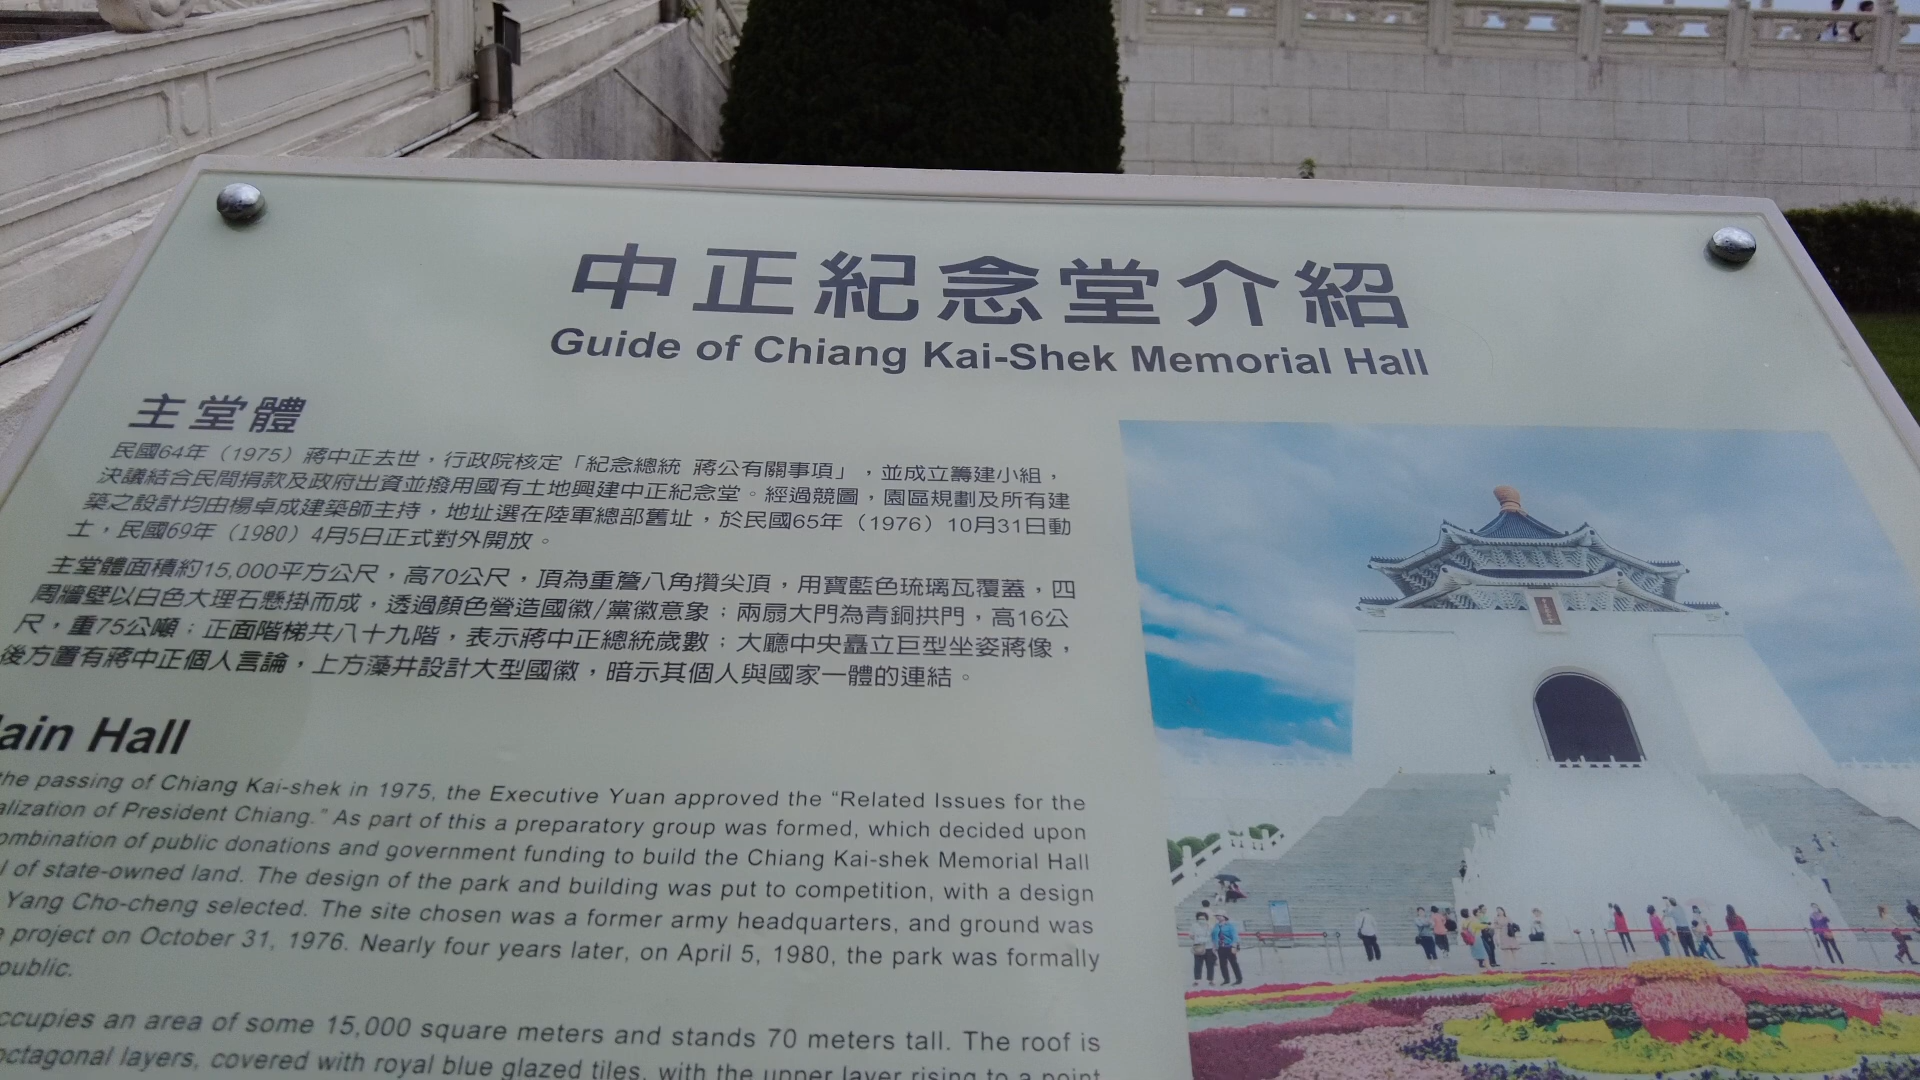 中正紀念堂介紹
Guide of Chiang Kai-Shek Memorial Hall
主堂體
民國64年（1975）蔣中正去世，行政院核定「紀念總統 蔣公有關事項」，並成立籌建小組，
決議結合民間捐款及政府出資並撥用國有土地興建中正紀念堂。經過競圖，園區規劃及所有建
築之設計均由楊卓成建築師主持，地址選在陸軍總部舊址，於民國65年（1976）10月31日動
土，民國69年（1980）4月5日正式對外開放。
主堂體面積約15,000平方公尺，高70公尺，頂為重簷八角攢尖頂，用寶藍色琉璃瓦覆蓋，四
周牆壁以白色大理石懸掛而成，透過顏色營造國徽/黨徽意象；兩扇大門為青銅拱門，高16公
尺，重75公噸；正面階梯共八十九階，表示蔣中正總統歲數；大廳中央矗立巨型坐姿蔣像，
後方置有蔣中正個人言論，上方藻井設計大型國徽，暗示其個人與國家一體的連結。
ain Hall
the passing of Chiang Kai-shek in 1975, the Executive Yuan approved the “Related Issues for the
alization of President Chiang.” As part of this a preparatory group was formed, which decided upon
ombination of public donations and government funding to build the Chiang Kai-shek Memorial Hall
l of state-owned land. The design of the park and building was put to competition, with a design
Yang Cho-cheng selected. The site chosen was a former army headquarters, and ground was
e project on October 31, 1976. Nearly four years later, on April 5, 1980, the park was formally
public.
ccupies an area of some 15,000 square meters and stands 70 meters tall. The roof is
octagonal layers, covered with royal blue glazed tiles, with the upper layer rising to a point